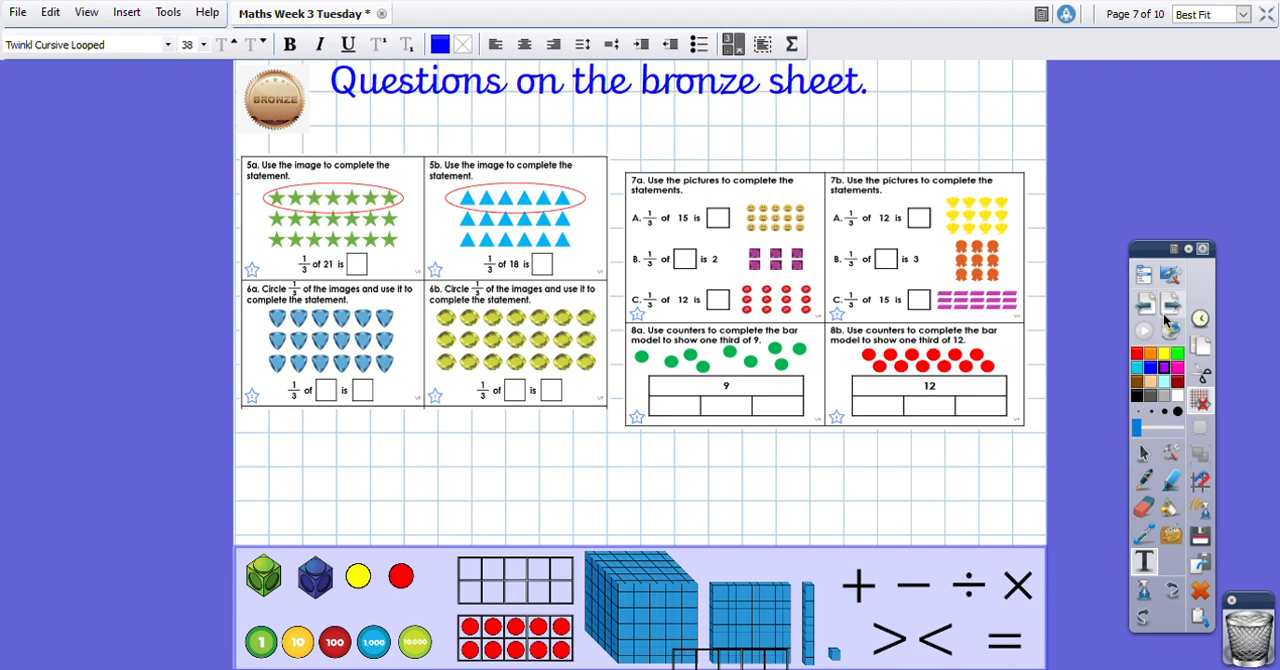 File Edit View Insert Tools Help
Maths Week 3 Tuesday *
Page 7 of 10
Best Fit
Twinkl Cursive Looped
38
B I U
BRONZE
Questions on the bronze sheet.
5a. Use the image to complete the
statement.
1/3 of 21 is
5b. Use the image to complete the
statement.
1/3 of 18 is
6a. Circle 1/3 of the images and use it to
complete the statement.
1/3 of is
6b. Circle 1/3 of the images and use it to
complete the statement.
1/3 of is
7a. Use the pictures to complete the
statements.
A. 1/3 of 15 is
B. 1/3 of is 2
C. 1/3 of 12 is
7b. Use the pictures to complete the
statements.
A. 1/3 of 12 is
B. 1/3 of is 3
C. 1/3 of 15 is
8a. Use counters to complete the bar
model to show one third of 9.
9
8b. Use counters to complete the bar
model to show one third of 12.
12
+ − ÷ ×
> < =
1 10 100 1,000 10,000
T